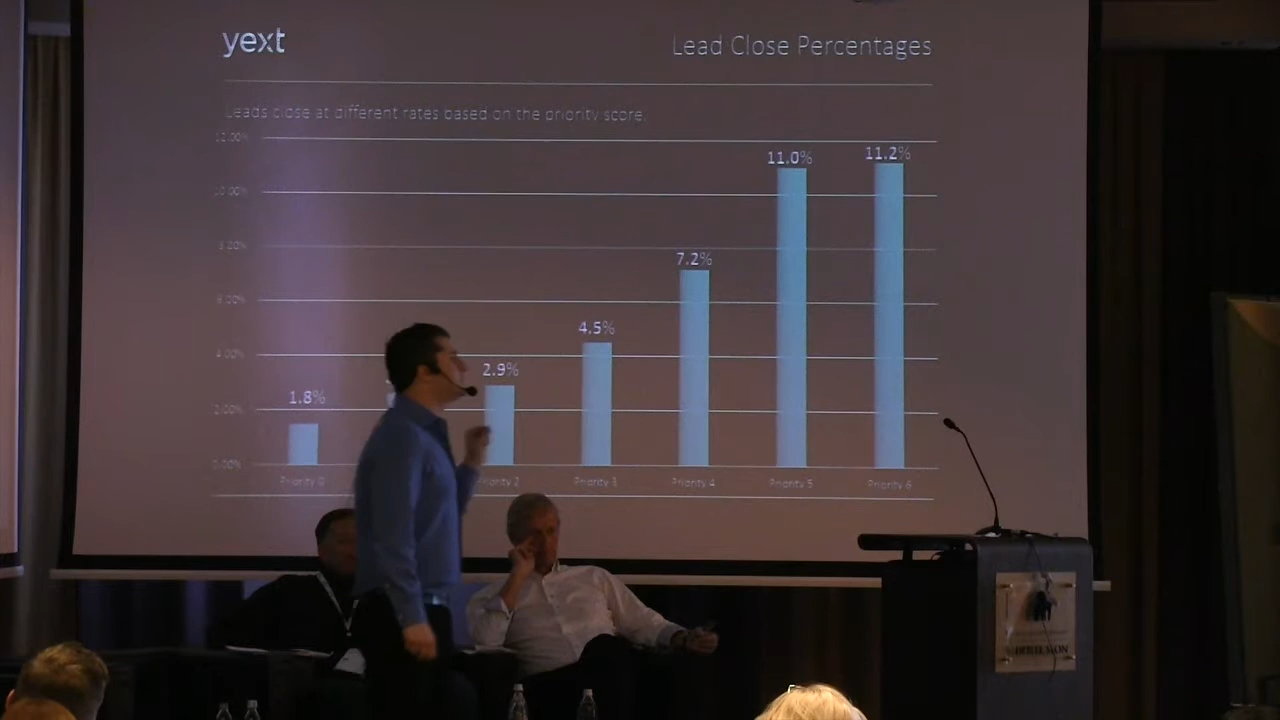 yext
Lead Close Percentages
Leads close at different rates based on the priority score.
12.00%
10.00%
8.00%
6.00%
4.00%
2.00%
0.00%
1.8%
2.9%
4.5%
7.2%
11.0%
11.2%
Priority 0
Priority 2
Priority 3
Priority 4
Priority 5
Priority 6